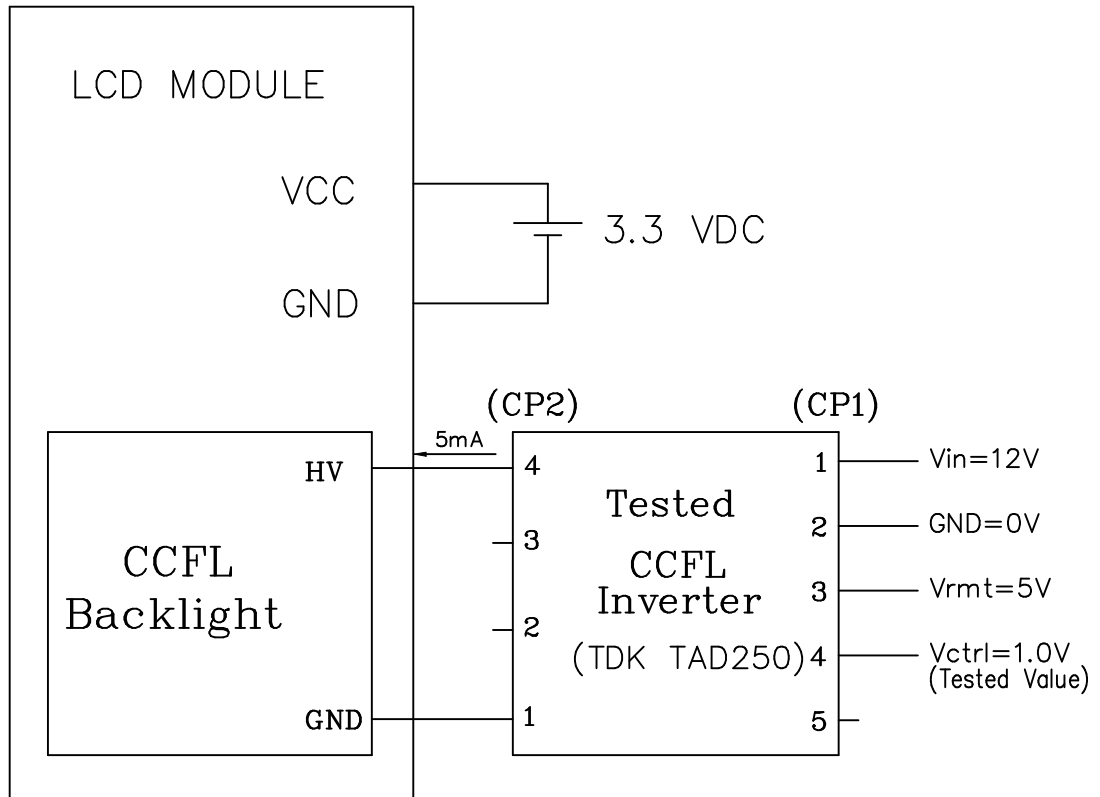 LCD MODULE
VCC
3.3 VDC
GND
(CP2)
(CP1)
5mA
HV
4
1
Vin=12V
Tested
2
GND=0V
3
CCFL
Backlight
CCFL
Inverter
3
Vrmt=5V
2
(TDK TAD250)
4
Vctrl=1.0V
(Tested Value)
GND
1
5